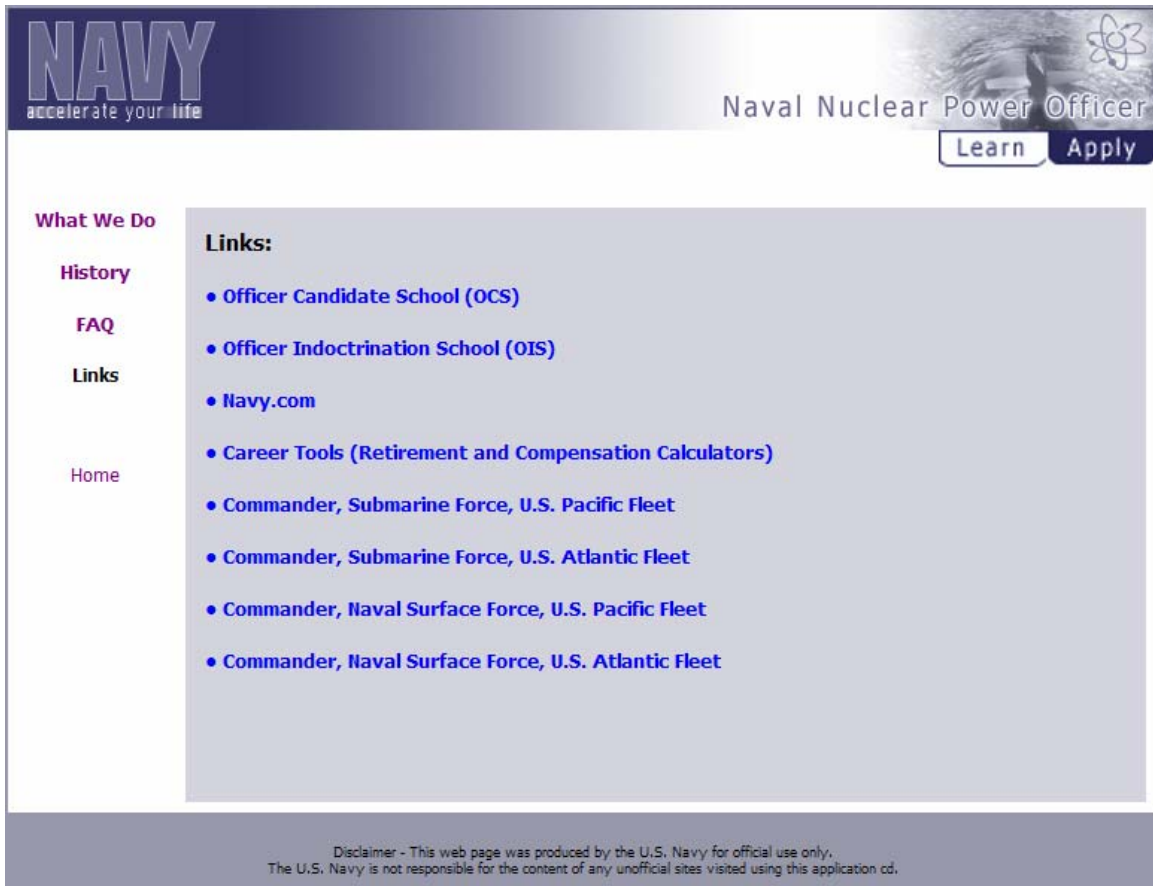 NAVY
accelerate your life
Naval Nuclear Power Officer
Learn Apply
What We Do
History
FAQ
Links
Home
Links:
• Officer Candidate School (OCS)
• Officer Indoctrination School (OIS)
• Navy.com
• Career Tools (Retirement and Compensation Calculators)
• Commander, Submarine Force, U.S. Pacific Fleet
• Commander, Submarine Force, U.S. Atlantic Fleet
• Commander, Naval Surface Force, U.S. Pacific Fleet
• Commander, Naval Surface Force, U.S. Atlantic Fleet
Disclaimer - This web page was produced by the U.S. Navy for official use only.
The U.S. Navy is not responsible for the content of any unofficial sites visited using this application cd.